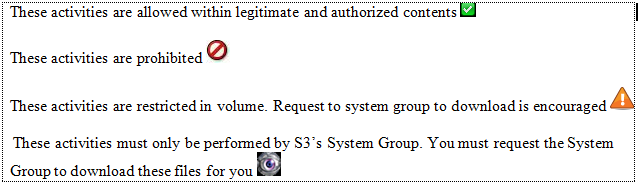 These activities are allowed within legitimate and authorized contents
These activities are prohibited
These activities are restricted in volume. Request to system group to download is encouraged
These activities must only be performed by S3’s System Group. You must request the System
Group to download these files for you